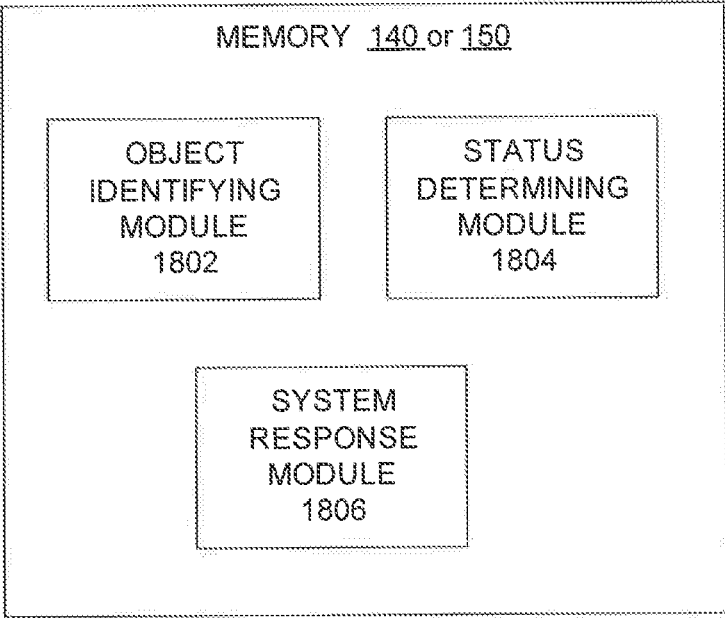 MEMORY 140 or 150
OBJECT
IDENTIFYING
MODULE
1802
STATUS
DETERMINING
MODULE
1804
SYSTEM
RESPONSE
MODULE
1806